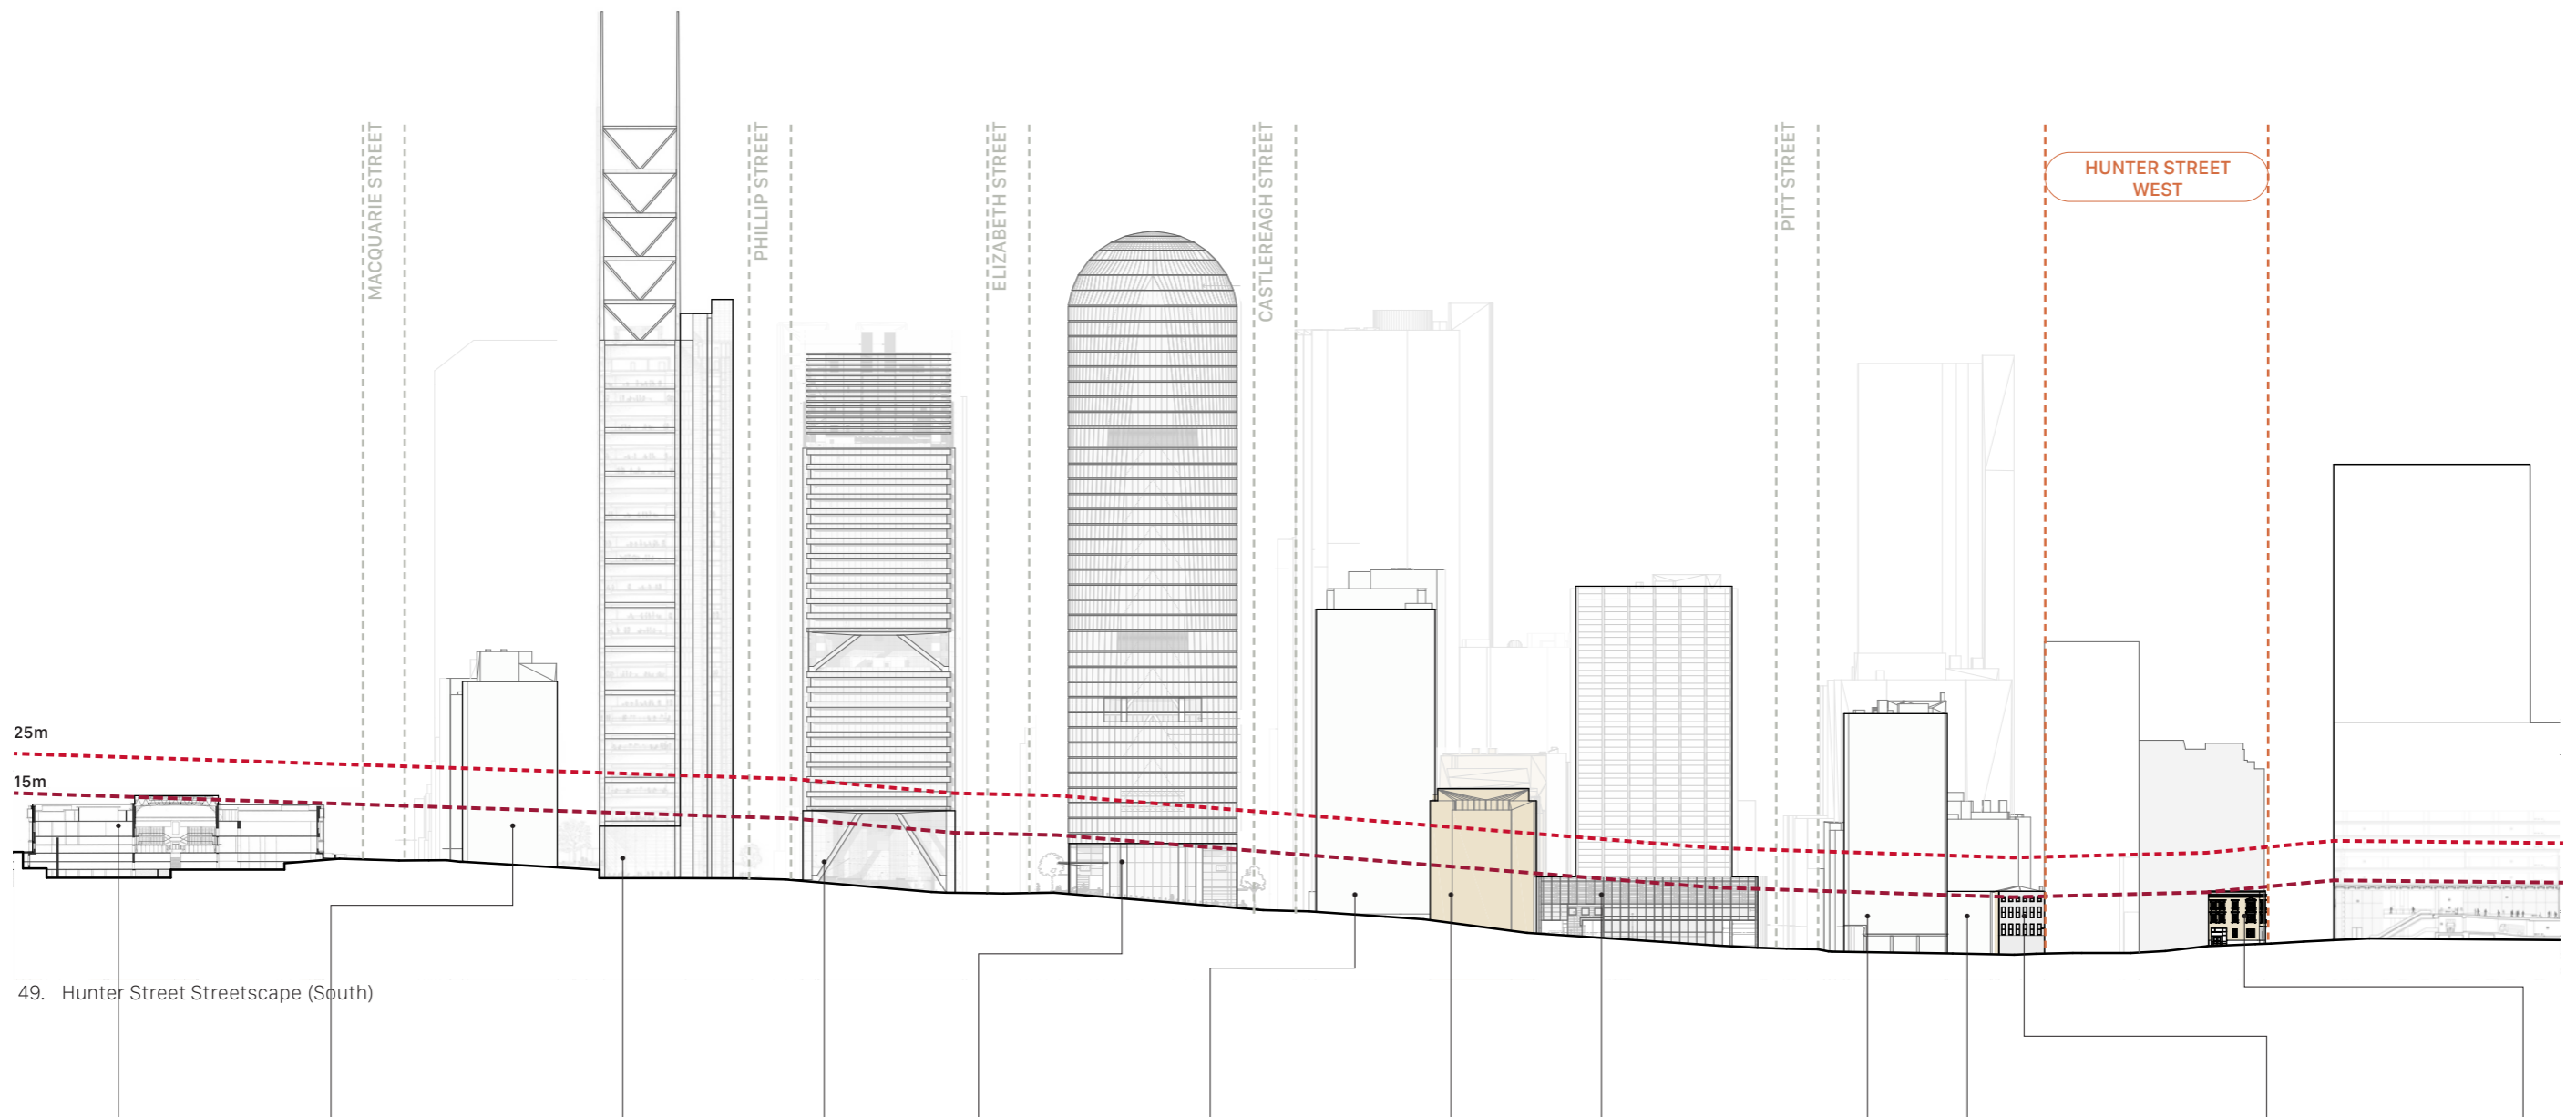 MACQUARIE STREET
PHILLIP STREET
ELIZABETH STREET
CASTLEREAGH STREET
PITT STREET
HUNTER STREET
WEST
25m
15m
49. Hunter Street Streetscape (South)